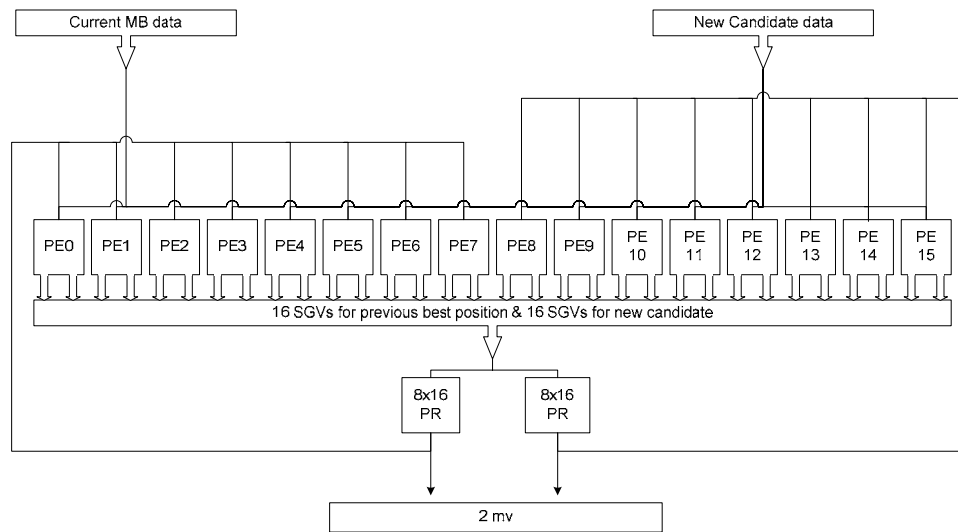 Current MB data
New Candidate data
PE0
PE1
PE2
PE3
PE4
PE5
PE6
PE7
PE8
PE9
PE
10
PE
11
PE
12
PE
13
PE
14
PE
15
16 SGVs for previous best position & 16 SGVs for new candidate
8x16
PR
8x16
PR
2 mv